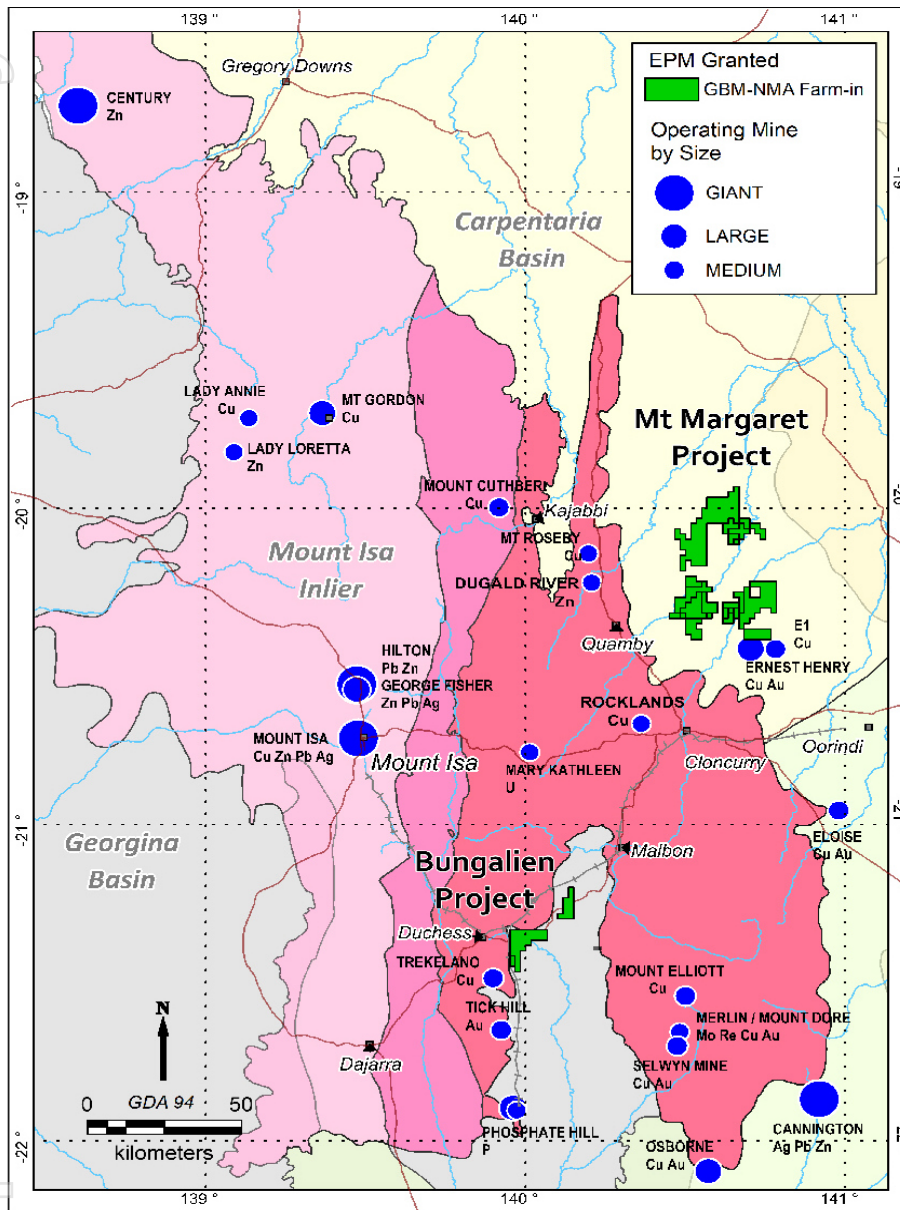 139 °
140 °
141 °
Gregory Downs
EPM Granted
GBM-NMA Farm-in
Operating Mine
by Size
GIANT
LARGE
MEDIUM
CENTURY
Zn
-19
-19
Carpentaria
Basin
LADY ANNIE
Cu
MT GORDON
Cu
LADY LORETTA
Zn
Mt Margaret
Project
MOUNT CUTHBERT
Cu
Kajabbi
-20 °
-20
MT ROSEBY
Cu
DUGALD RIVER
Zn
Mount Isa
Inlier
Quamby
E1
Cu
ERNEST HENRY
Cu Au
HILTON
Pb Zn
GEORGE FISHER
Zn Pb Ag
ROCKLANDS
Cu
MOUNT ISA
Cu Zn Pb Ag
Mount Isa
MARY KATHLEEN
U
Cloncurry
Oorindi
-21 °
-21
Georgina
Basin
Malbon
ELOISE
Cu Au
Bungalien
Project
Duchess
TREKELANO
Cu
MOUNT ELLIOTT
Cu
TICK HILL
Au
MERLIN / MOUNT DORE
Mo Re Cu Au
SELWYN MINE
Cu Au
N
Dajarra
0 GDA 94 50
kilometers
PHOSPHATE HILL
P
CANNINGTON
Ag Pb Zn
-22 °
OSBORNE
Cu Au
139 °
140 °
141 °